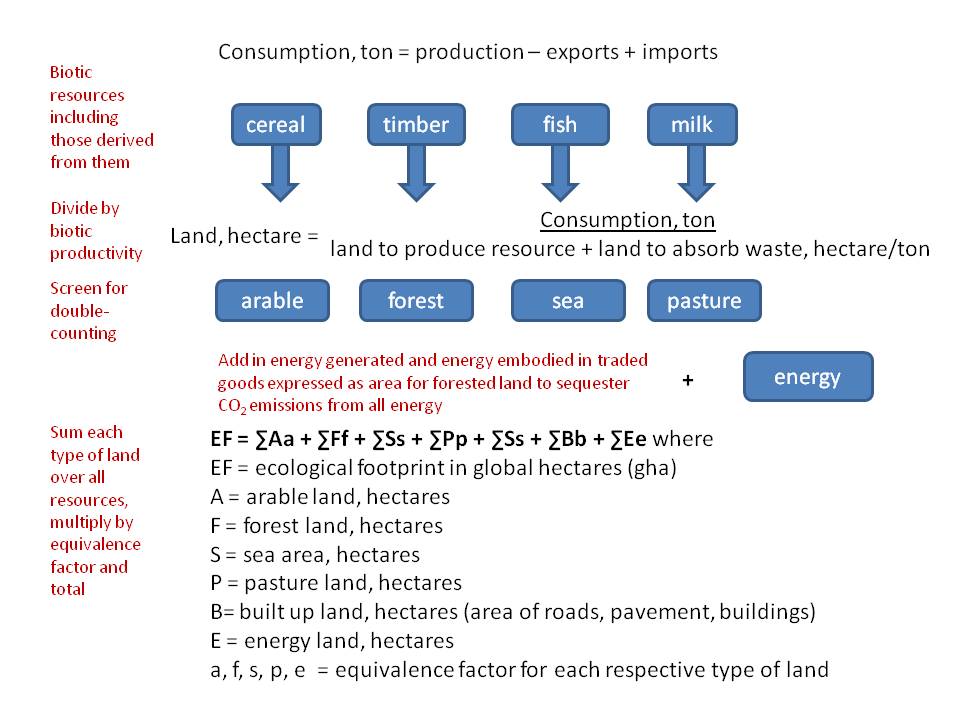 Consumption, ton = production – exports + imports
Biotic
resources
including
those derived
from them
cereal
timber
fish
milk
Divide by
biotic
productivity
Land, hectare =
Consumption, ton
land to produce resource + land to absorb waste, hectare/ton
Screen for
double-
counting
arable
forest
sea
pasture
Add in energy generated and energy embodied in traded
goods expressed as area for forested land to sequester
CO2 emissions from all energy
+
energy
Sum each
type of land
over all
resources,
multiply by
equivalence
factor and
total
EF = ∑Aa + ∑Ff + ∑Ss + ∑Pp + ∑Ss + ∑Bb + ∑Ee where
EF = ecological footprint in global hectares (gha)
A = arable land, hectares
F = forest land, hectares
S = sea area, hectares
P = pasture land, hectares
B= built up land, hectares (area of roads, pavement, buildings)
E = energy land, hectares
a, f, s, p, e = equivalence factor for each respective type of land